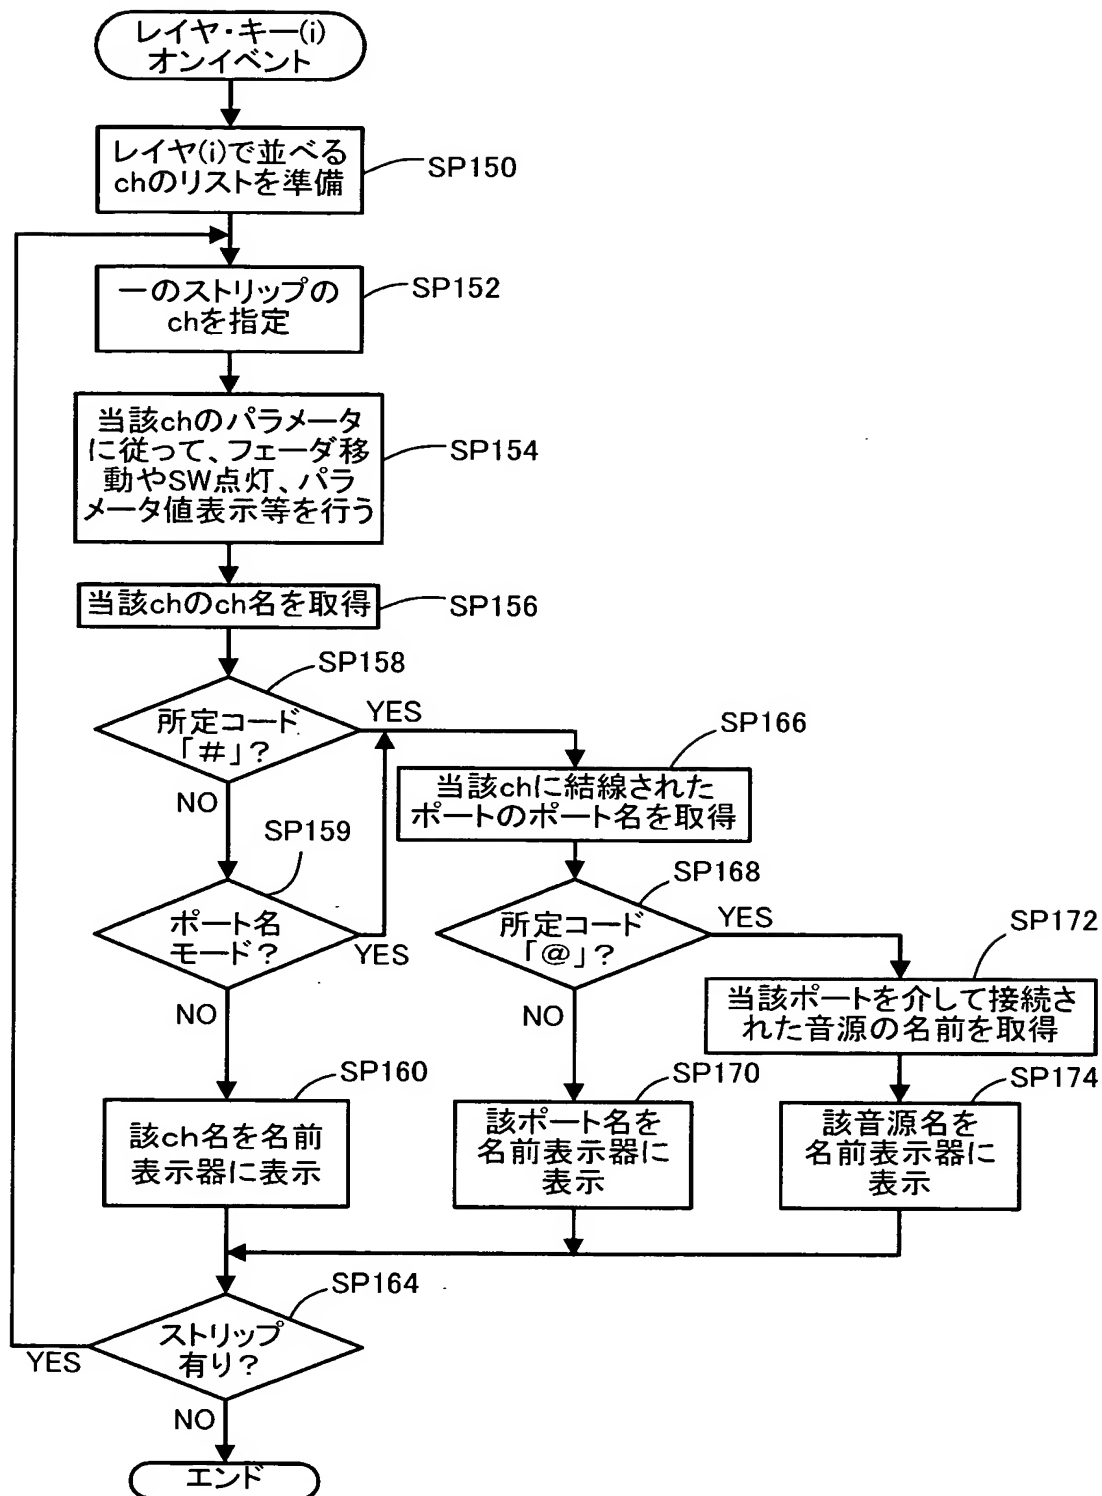 レイヤ・キー(i)
オンイベント
レイヤ(i)で並べる
chのリストを準備
SP150
一のストリップの
chを指定
SP152
当該chのパラメータ
に従って、フェーダ移
動やSW点灯、パラ
メータ値表示等を行う
SP154
当該chのch名を取得
SP156
SP158
所定コード
「#」?
YES
NO
SP166
当該chに結線された
ポートのポート名を取得
SP159
ポート名
モード?
YES
NO
SP168
所定コード
「@」?
YES
NO
SP172
当該ポートを介して接続さ
れた音源の名前を取得
SP160
該ch名を名前
表示器に表示
SP170
該ポート名を
名前表示器に
表示
SP174
該音源名を
名前表示器に
表示
SP164
ストリップ
有り?
YES
NO
エンド